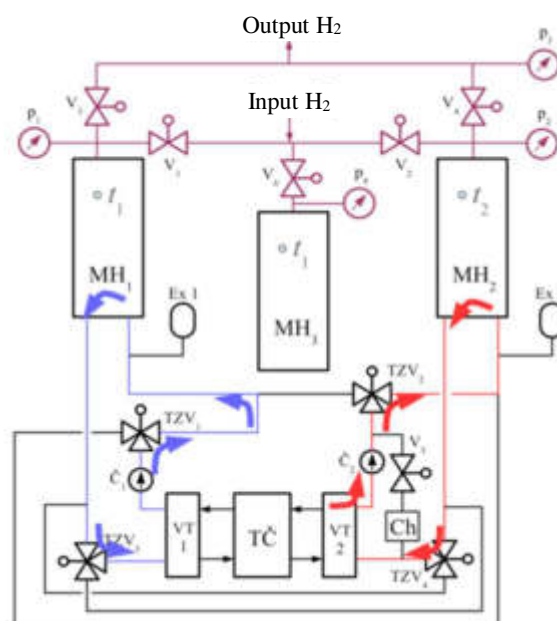 Output H₂
p₃
V₃
V₄
Input H₂
p₁
p₂
V₁
V₂
V₆
p₄
t₁
t₂
t₁
MH₁
MH₂
MH₃
Ex 1
Ex
TZV₁
TZV₂
Č₁
Č₂
V₅
VT
1
TČ
VT
2
Ch
TZV₃
TZV₄